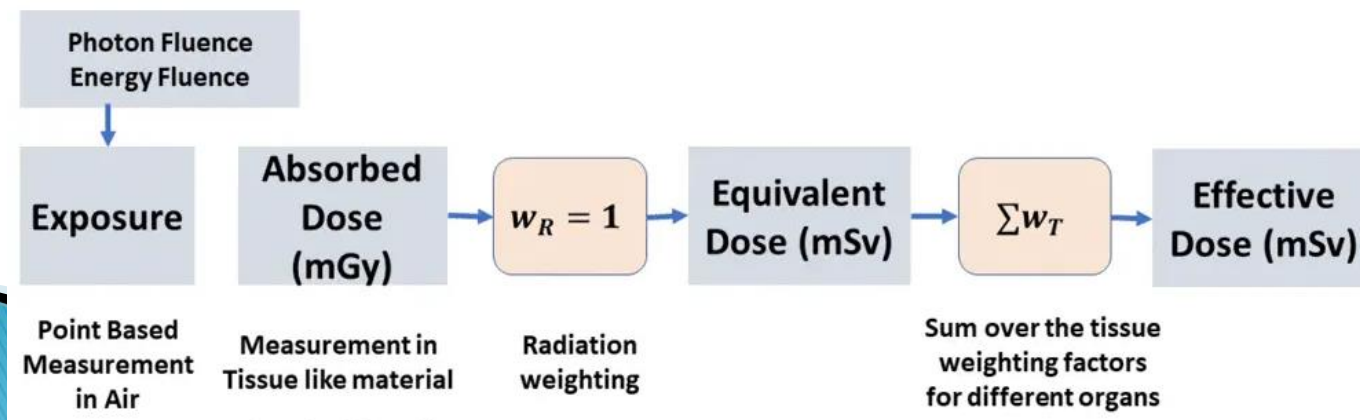 Photon Fluence
Energy Fluence
Exposure
Absorbed
Dose
(mGy)
w_R = 1
Equivalent
Dose (mSv)
∑w_T
Effective
Dose (mSv)
Point Based
Measurement
in Air
Measurement in
Tissue like material
Radiation
weighting
Sum over the tissue
weighting factors
for different organs